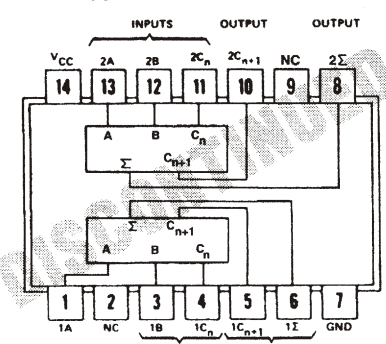 INPUTS OUTPUT OUTPUT
VCC 2A 2B 2Cn 2Cn+1 NC 2Σ
14 13 12 11 10 9 8
A B Cn
Σ Cn+1
DISCONTINUED
Σ Cn+1
A B Cn
1 2 3 4 5 6 7
1A NC 1B 1Cn 1Cn+1 1Σ GND